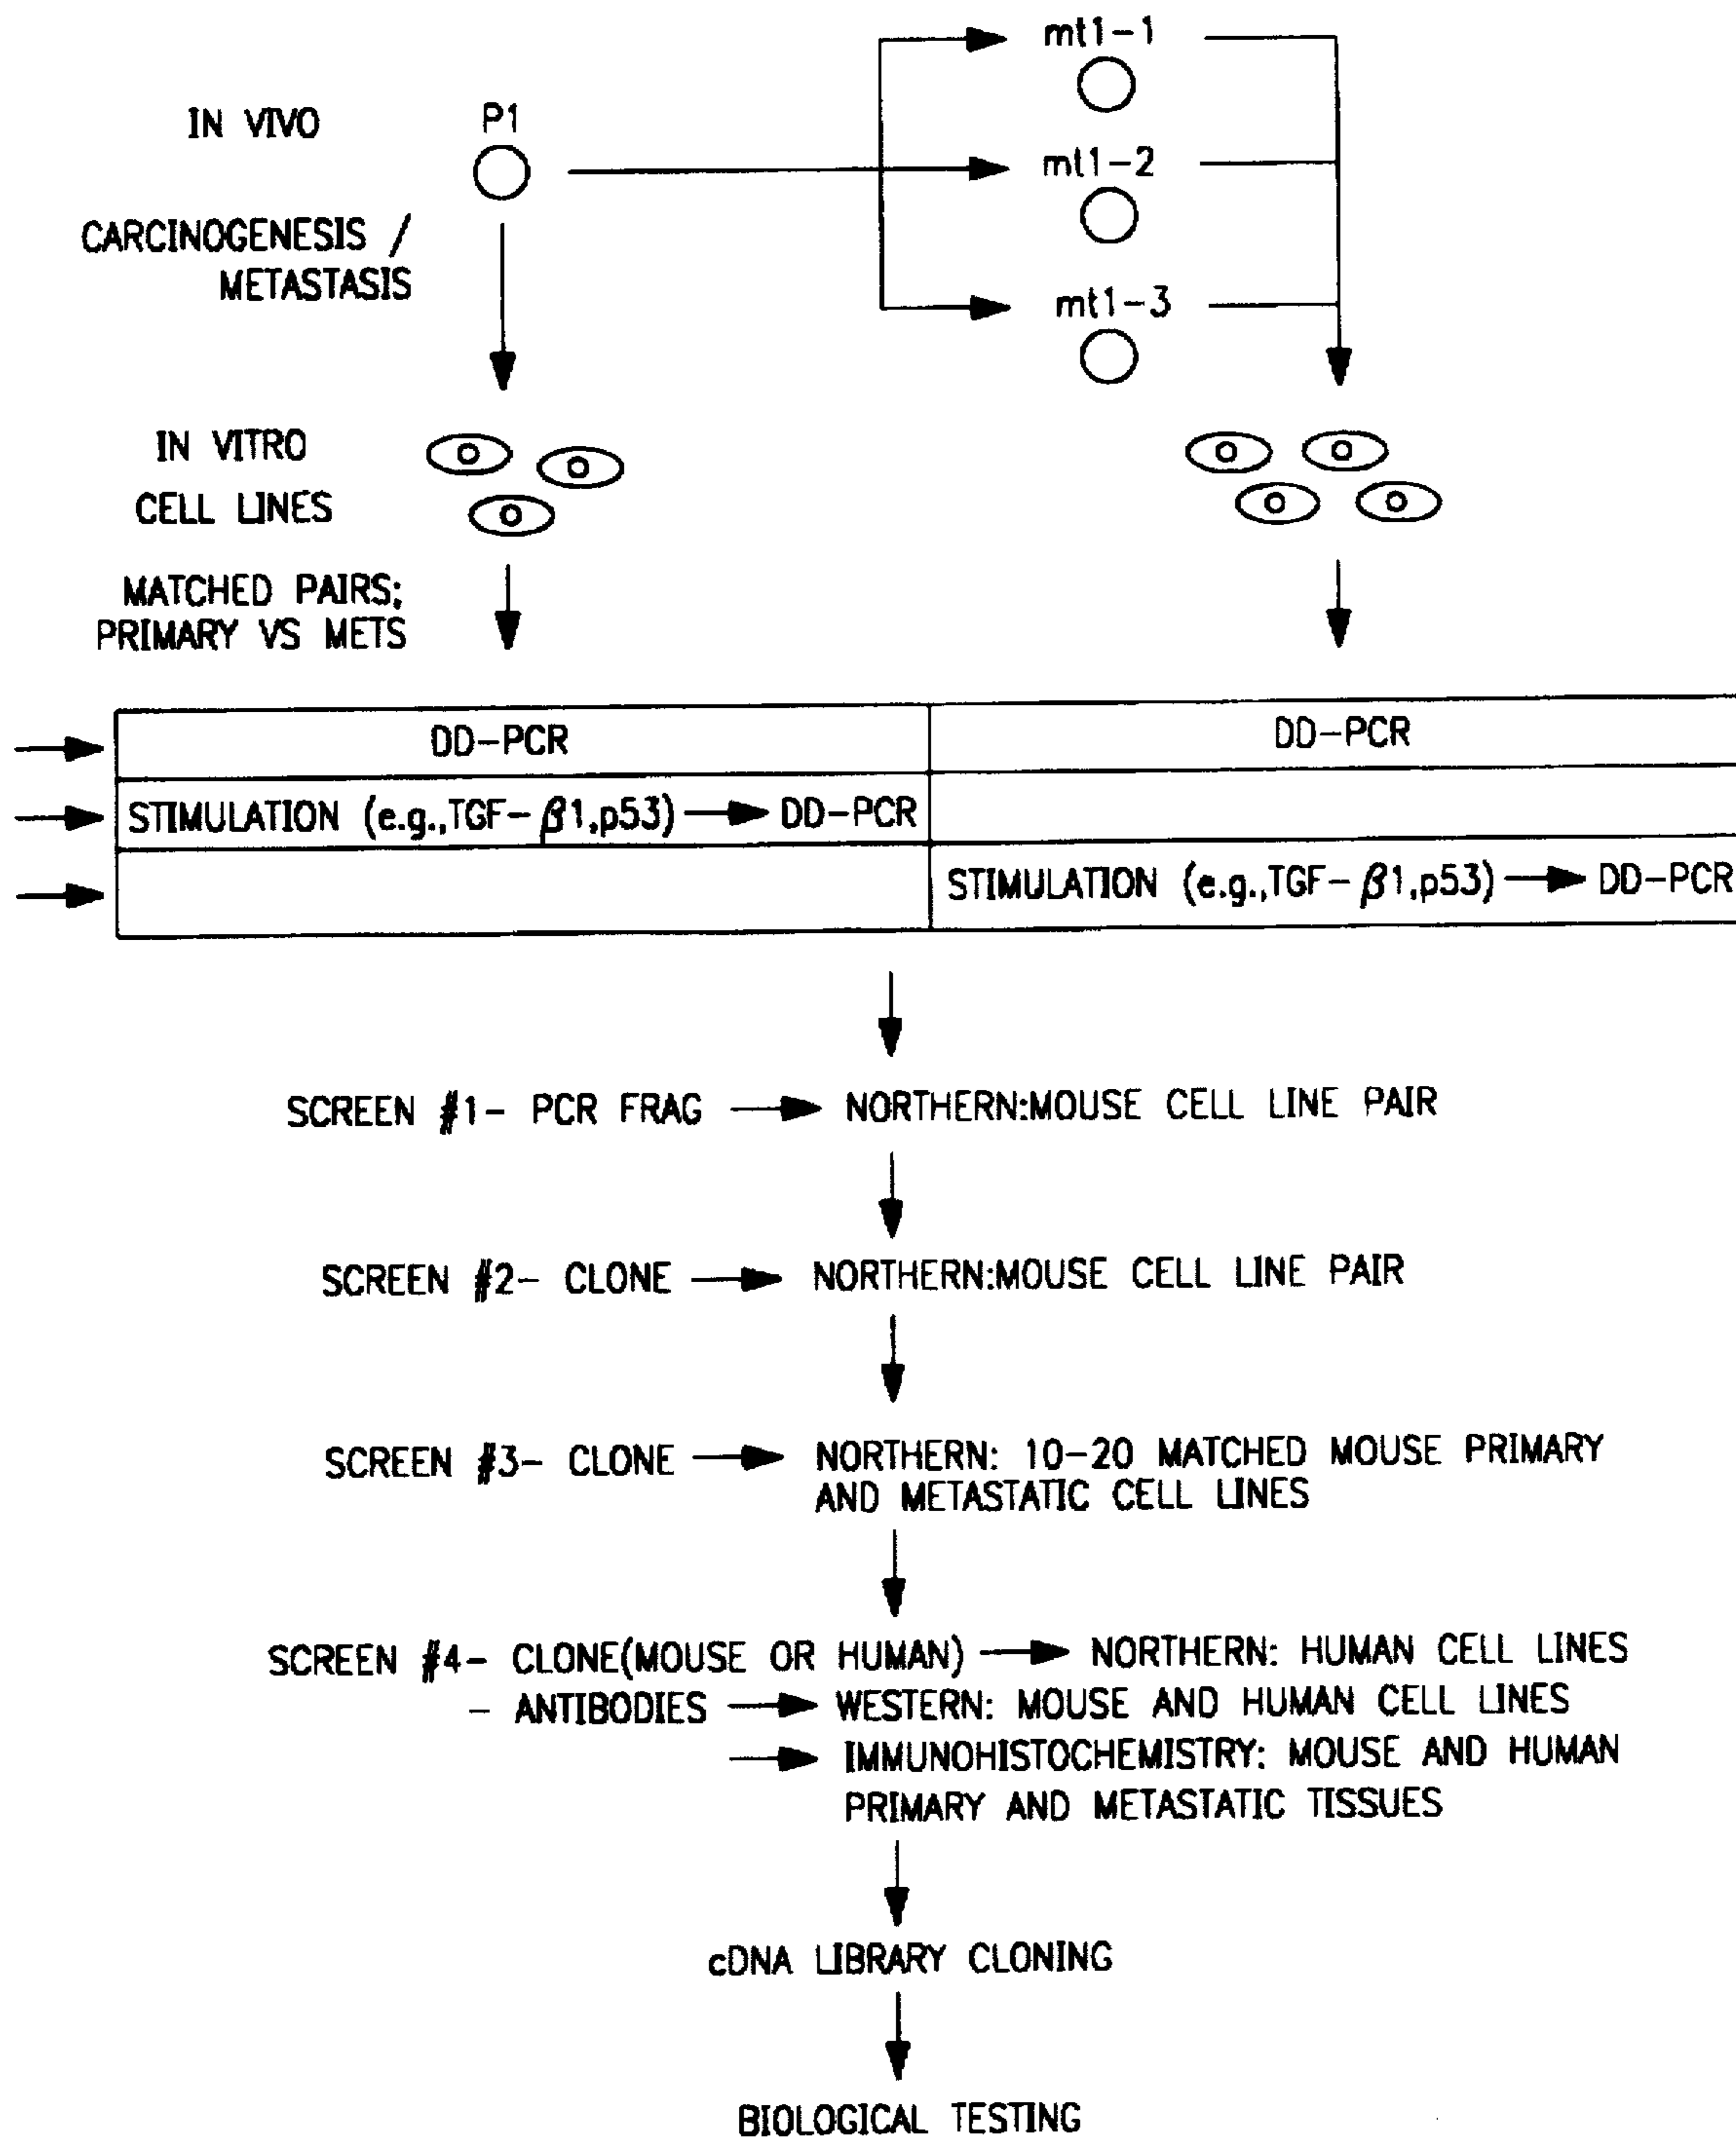 mt1-1
IN VIVO
P1
mt1-2
CARCINOGENESIS /
METASTASIS
mt1-3
IN VITRO
CELL LINES
MATCHED PAIRS;
PRIMARY VS METS
DD-PCR
DD-PCR
STIMULATION (e.g.,TGF-β1,p53) → DD-PCR
STIMULATION (e.g.,TGF-β1,p53) → DD-PCR
SCREEN #1- PCR FRAG → NORTHERN:MOUSE CELL LINE PAIR
SCREEN #2- CLONE → NORTHERN:MOUSE CELL LINE PAIR
SCREEN #3- CLONE → NORTHERN: 10-20 MATCHED MOUSE PRIMARY
AND METASTATIC CELL LINES
SCREEN #4- CLONE(MOUSE OR HUMAN) → NORTHERN: HUMAN CELL LINES
- ANTIBODIES → WESTERN: MOUSE AND HUMAN CELL LINES
→ IMMUNOHISTOCHEMISTRY: MOUSE AND HUMAN
PRIMARY AND METASTATIC TISSUES
cDNA LIBRARY CLONING
BIOLOGICAL TESTING